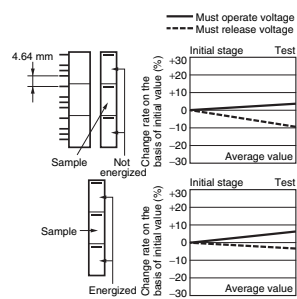 Must operate voltage
Must release voltage
4.64 mm
Sample
Not
energized
Change rate on the
basis of initial value (%)
Initial stage
Test
+30
+20
+10
0
−10
−20
−30
Average value
Sample
Energized
Change rate on the
basis of initial value (%)
Initial stage
Test
+30
+20
+10
0
−10
−20
−30
Average value